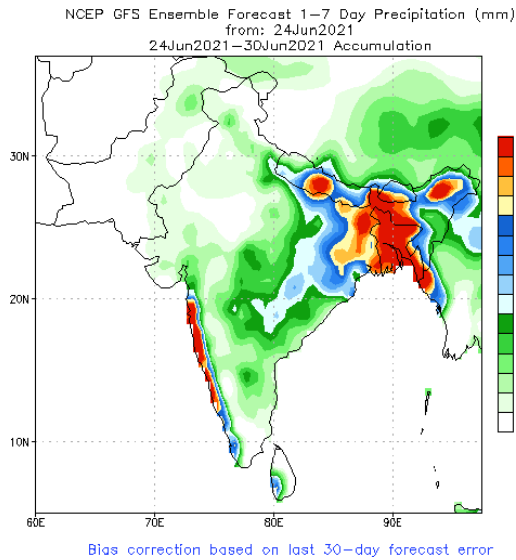 NCEP GFS Ensemble Forecast 1-7 Day Precipitation (mm)
from: 24Jun2021
24Jun2021-30Jun2021 Accumulation
30N
20N
10N
60E 70E 80E 90E
Bias correction based on last 30-day forecast error